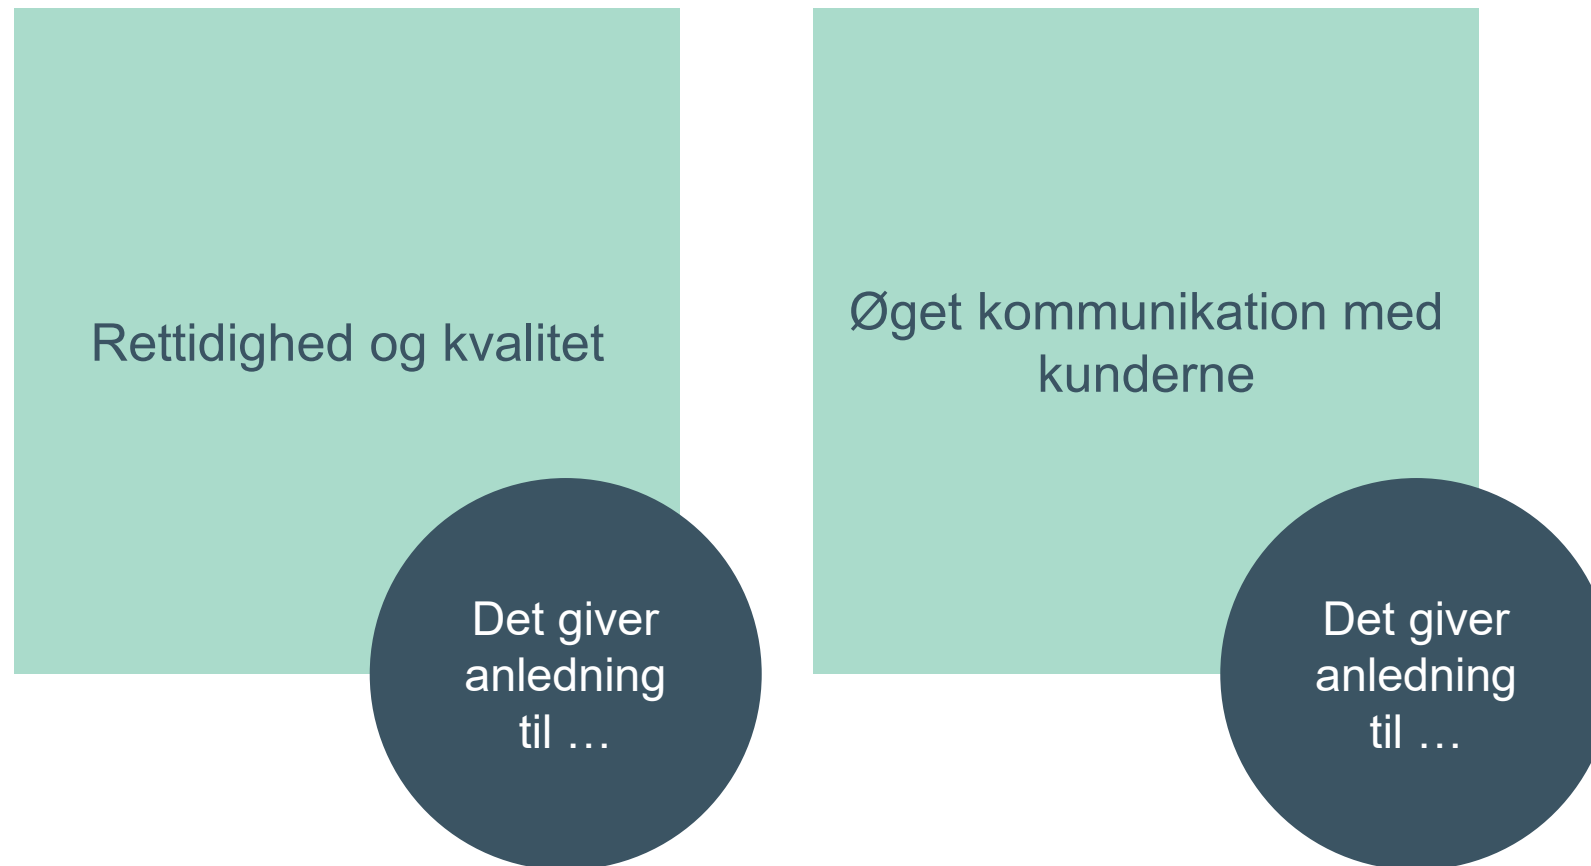 Rettidighed og kvalitet
Det giver
anledning
til …
Øget kommunikation med
kunderne
Det giver
anledning
til …